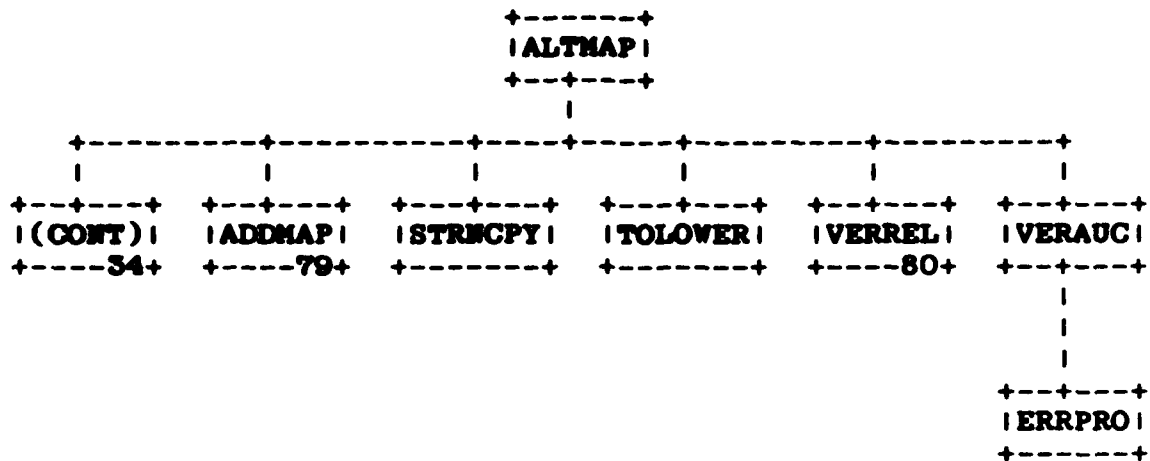 ALTMAP
(CONT) ADDMAP STRNCPY TOLOWER VERREL VERAUC
34 79 80
ERRPRO